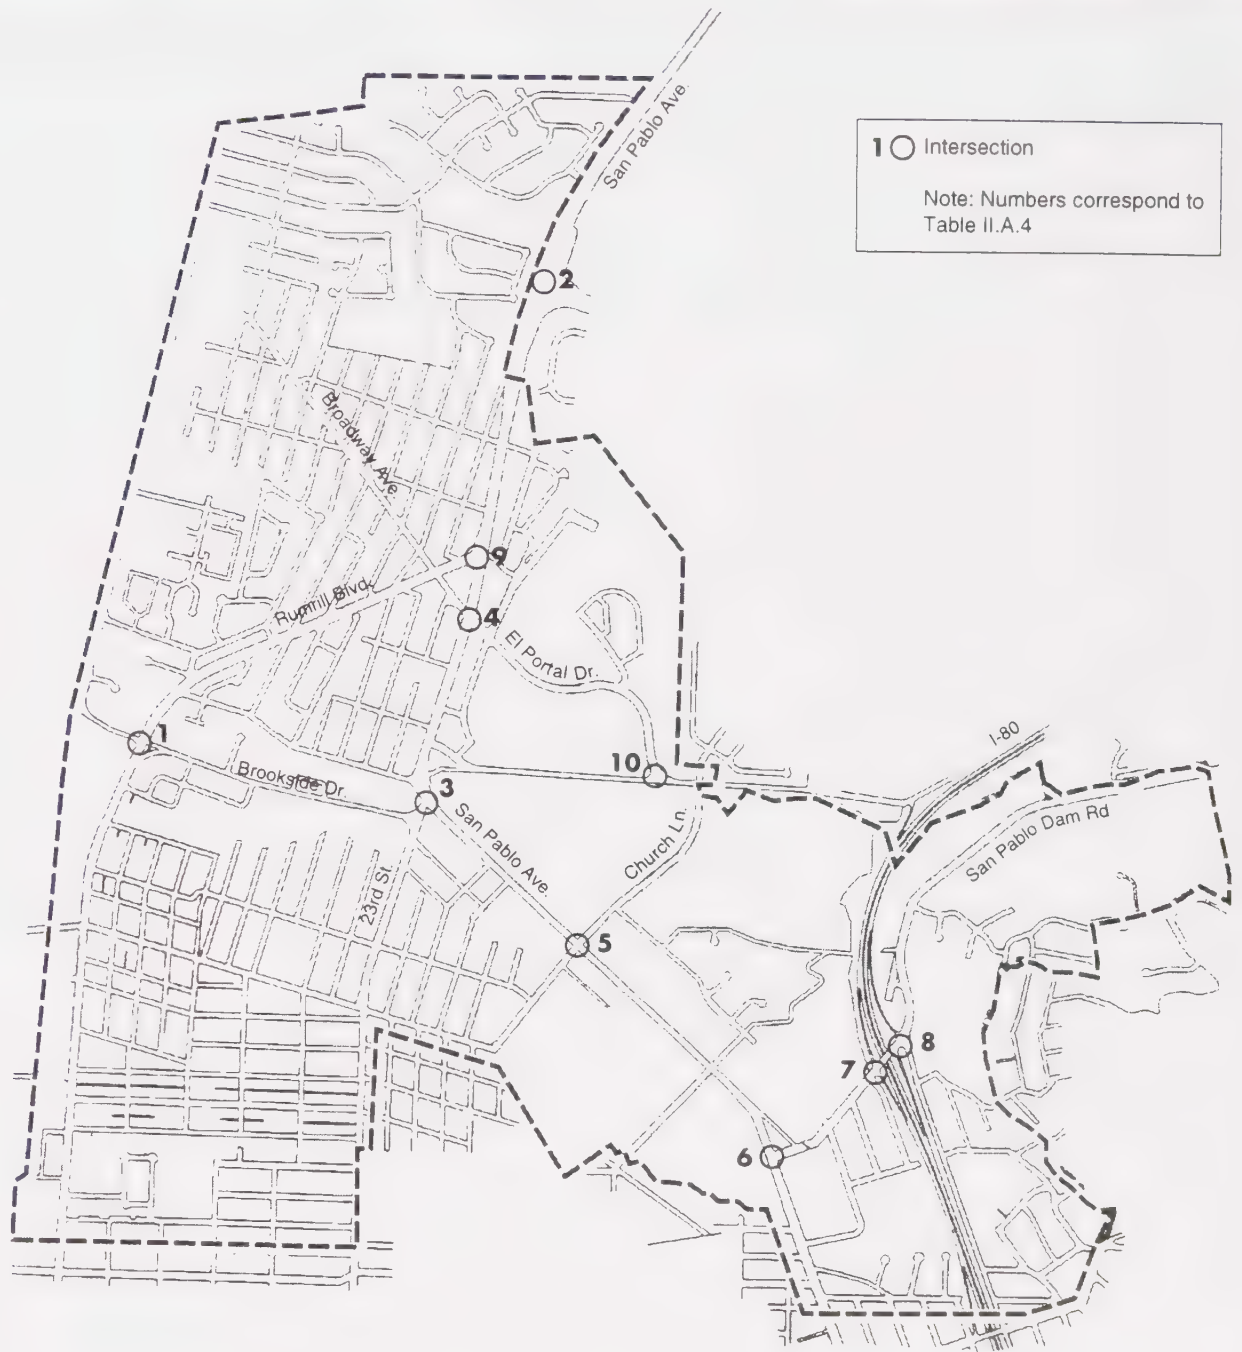 San Pablo Ave.
1 Intersection
Note: Numbers correspond to
Table II.A.4
2
Broadway Ave.
9
Rumrill Blvd.
4
El Portal Dr.
1
I-80
10
Brookside Dr.
3
San Pablo Ave
Church Ln.
San Pablo Dam Rd
23rd St.
5
8
7
6